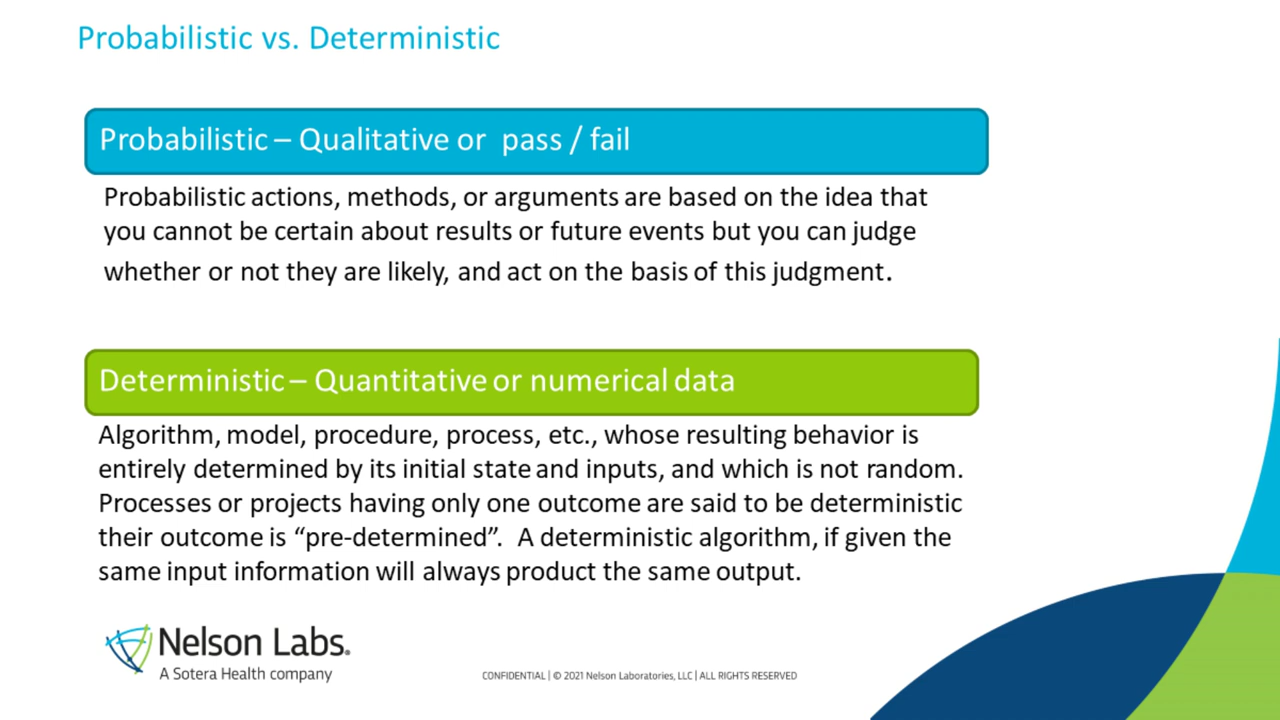 Probabilistic vs. Deterministic
Probabilistic – Qualitative or pass / fail
Probabilistic actions, methods, or arguments are based on the idea that
you cannot be certain about results or future events but you can judge
whether or not they are likely, and act on the basis of this judgment.
Deterministic – Quantitative or numerical data
Algorithm, model, procedure, process, etc., whose resulting behavior is
entirely determined by its initial state and inputs, and which is not random.
Processes or projects having only one outcome are said to be deterministic
their outcome is “pre-determined”. A deterministic algorithm, if given the
same input information will always product the same output.
Nelson Labs®
A Sotera Health company
CONFIDENTIAL | © 2021 Nelson Laboratories, LLC | ALL RIGHTS RESERVED